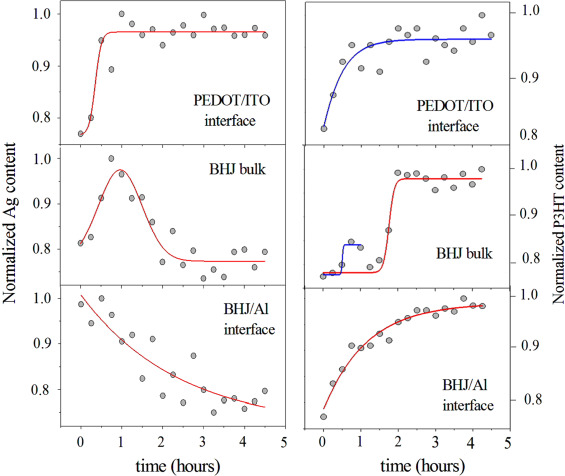 Normalized Ag content
1.0
0.9
0.8
PEDOT/ITO
interface
1.0
0.9
0.8
BHJ bulk
1.0
0.9
0.8
BHJ/Al
interface
0 1 2 3 4 5
time (hours)
1.0
0.9
0.8
PEDOT/ITO
interface
1.0
0.9
0.8
BHJ bulk
1.0
0.9
0.8
BHJ/Al
interface
0 1 2 3 4 5
time (hours)
Normalized P3HT content